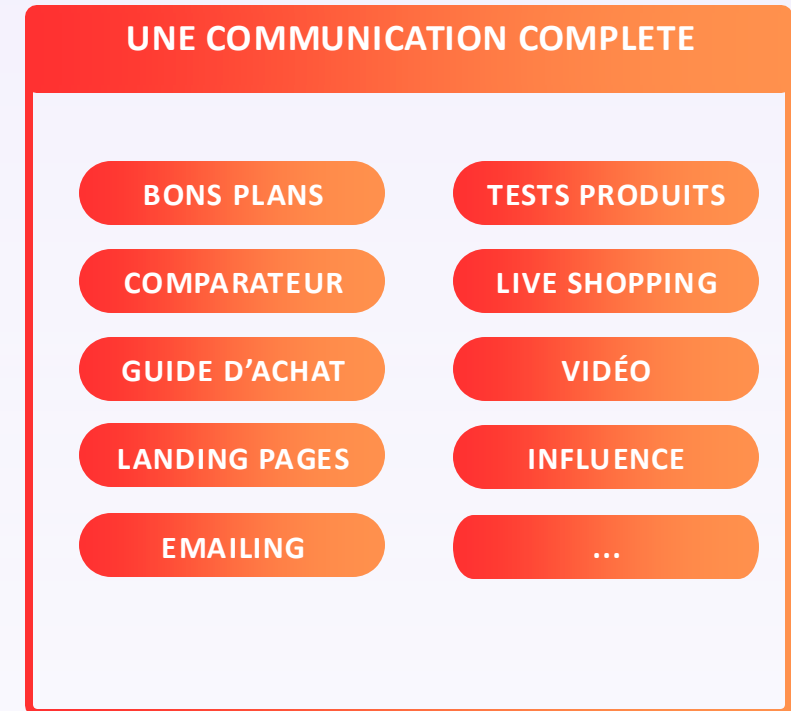 UNE COMMUNICATION COMPLETE
BONS PLANS
TESTS PRODUITS
COMPARATEUR
LIVE SHOPPING
GUIDE D’ACHAT
VIDÉO
LANDING PAGES
INFLUENCE
EMAILING
...